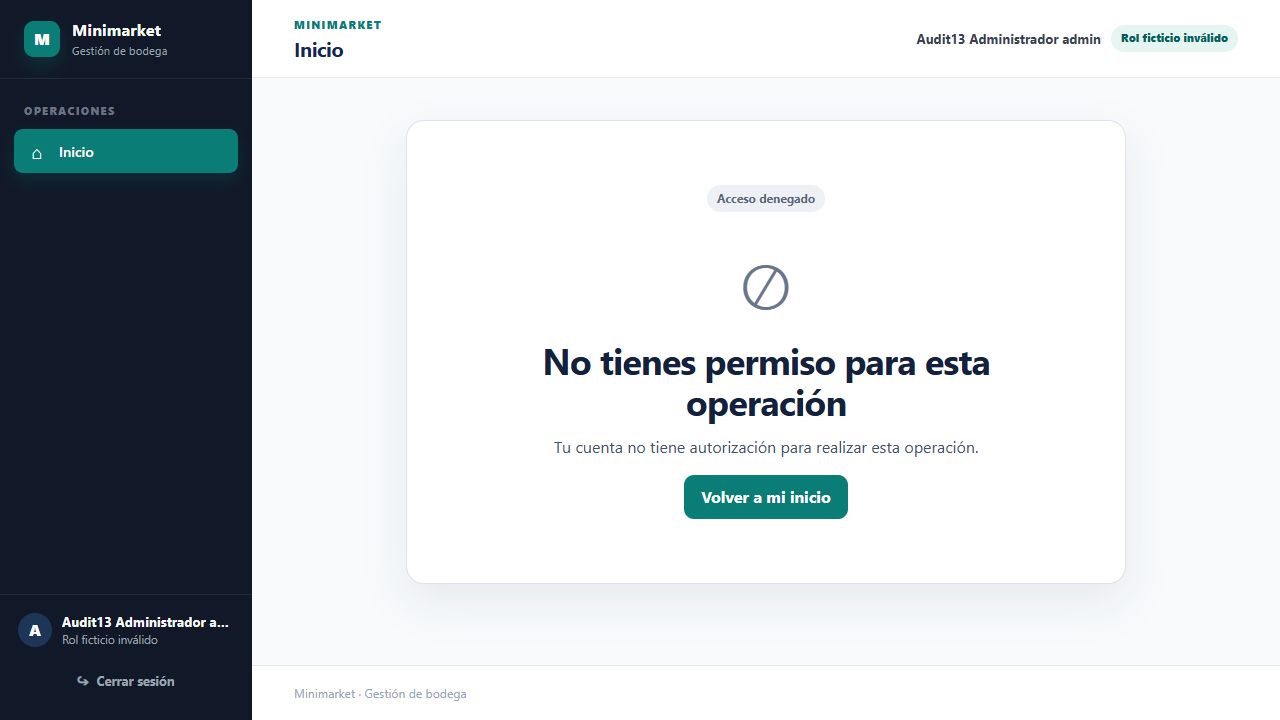 M
Minimarket
Gestión de bodega
OPERACIONES
Inicio
Audit13 Administrador a...
A
Rol ficticio inválido
Cerrar sesión
MINIMARKET
Inicio
Audit13 Administrador admin
Rol ficticio inválido
Acceso denegado
No tienes permiso para esta
operación
Tu cuenta no tiene autorización para realizar esta operación.
Volver a mi inicio
Minimarket · Gestión de bodega